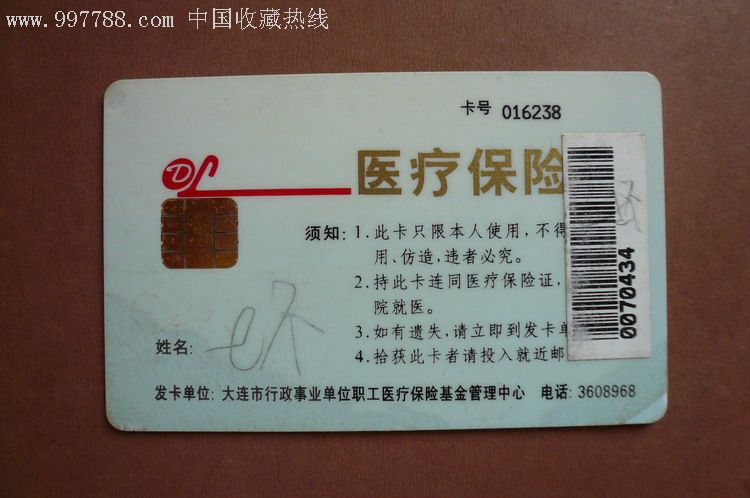 www.997788.com 中国收藏热线
卡号 016238
DL
医疗保险
须知: 1.此卡只限本人使用,不得
用、仿造,违者必究。
2.持此卡连同医疗保险证,
院就医。
3.如有遗失,请立即到发卡单
4.拾获此卡者请投入就近邮
0070434
姓名:
发卡单位: 大连市行政事业单位职工医疗保险基金管理中心 电话: 3608968